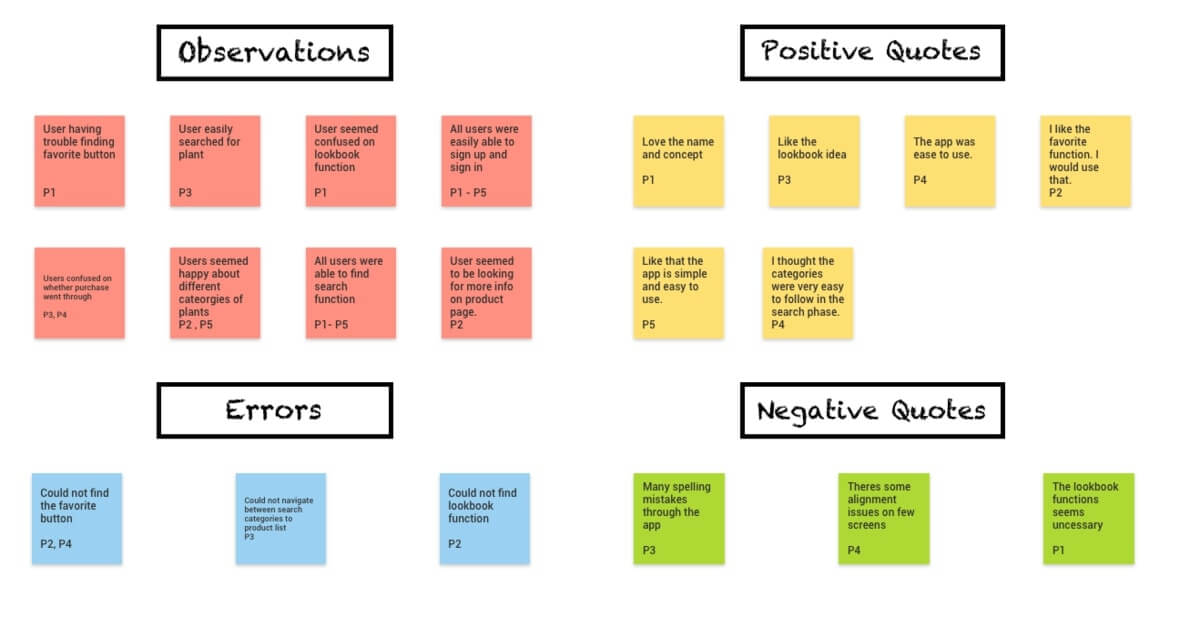 Observations
User having
trouble finding
favorite button
P1
User easily
searched for
plant
P3
User seemed
confused on
lookbook
function
P1
All users were
easily able to
sign up and
sign in
P1 - P5
Users confused on
whether purchase
went through
P3, P4
Users seemed
happy about
different
cateorgies of
plants
P2 , P5
All users were
able to find
search
function
P1- P5
User seemed
to be looking
for more info
on product
page.
P2
Positive Quotes
Love the name
and concept
P1
Like the
lookbook idea
P3
The app was
ease to use.
P4
I like the
favorite
function. I
would use
that.
P2
Like that the
app is simple
and easy to
use.
P5
I thought the
categories
were very easy
to follow in the
search phase.
P4
Errors
Could not find
the favorite
button
P2, P4
Could not navigate
between search
categories to
product list
P3
Could not find
lookbook
function
P2
Negative Quotes
Many spelling
mistakes
through the
app
P3
Theres some
alignment
issues on few
screens
P4
The lookbook
functions
seems
uncessary
P1